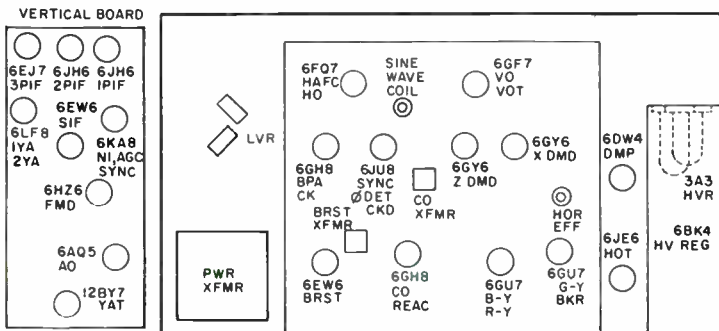 VERTICAL BOARD
6EJ7
3PIF
6JH6
2PIF
6JH6
1PIF
6LF8
1YA
2YA
6EW6
SIF
6KA8
NI,AGC
SYNC
6HZ6
FMD
6AQ5
AO
12BY7
YAT
LVR
PWR
XFMR
6FQ7
HAFC
HO
SINE
WAVE
COIL
6GF7
VO
VOT
6GH8
BPA
CK
6JU8
SYNC
ØDET
CKD
6GY6
Z DMD
6GY6
X DMD
CO
XFMR
BRST
XFMR
HOR
EFF
6EW6
BRST
6GH8
CO
REAC
6GU7
B-Y
R-Y
6GU7
G-Y
BKR
6DW4
DMP
6JE6
HOT
3A3
HVR
6BK4
HV REG